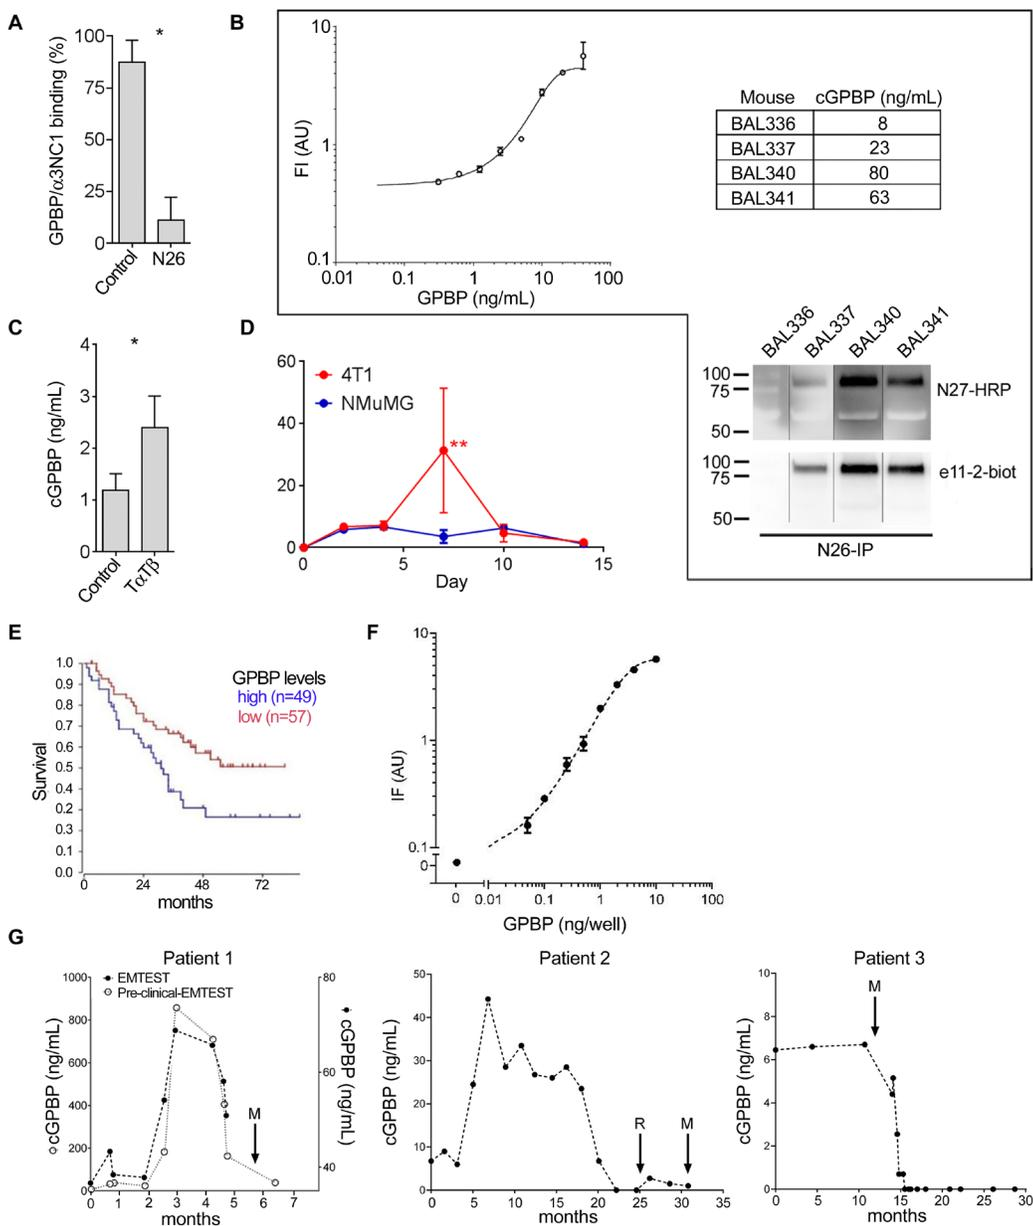 A
GPBP/α3NC1 binding (%)
100
75
50
25
0
*
Control
N26
B
FI (AU)
10
1
0.1
0.01
0.1
1
10
100
GPBP (ng/mL)
Mouse cGPBP (ng/mL)
BAL336 8
BAL337 23
BAL340 80
BAL341 63
BAL336 BAL337 BAL340 BAL341
100
75
50
N27-HRP
100
75
50
e11-2-biot
N26-IP
C
cGPBP (ng/mL)
4
3
2
1
0
*
Control
TαTβ
D
60
40
20
0
4T1
NMuMG
**
0 5 10 15
Day
E
Survival
1.0
0.9
0.8
0.7
0.6
0.5
0.4
0.2
0.3
0.1
0.0
GPBP levels
high (n=49)
low (n=57)
0 24 48 72
months
F
IF (AU)
10
1
0.1
0
0 0.01 0.1 1 10 100
GPBP (ng/well)
G
Patient 1
EMTEST
Pre-clinical-EMTEST
cGPBP (ng/mL)
1000
800
600
400
200
0
80
60
40
cGPBP (ng/mL)
M
0 1 2 3 4 5 6 7
months
Patient 2
cGPBP (ng/mL)
50
40
30
20
10
0
R M
0 5 10 15 20 25 30 35
months
Patient 3
cGPBP (ng/mL)
10
8
6
4
2
0
M
0 5 10 15 20 25 30
months